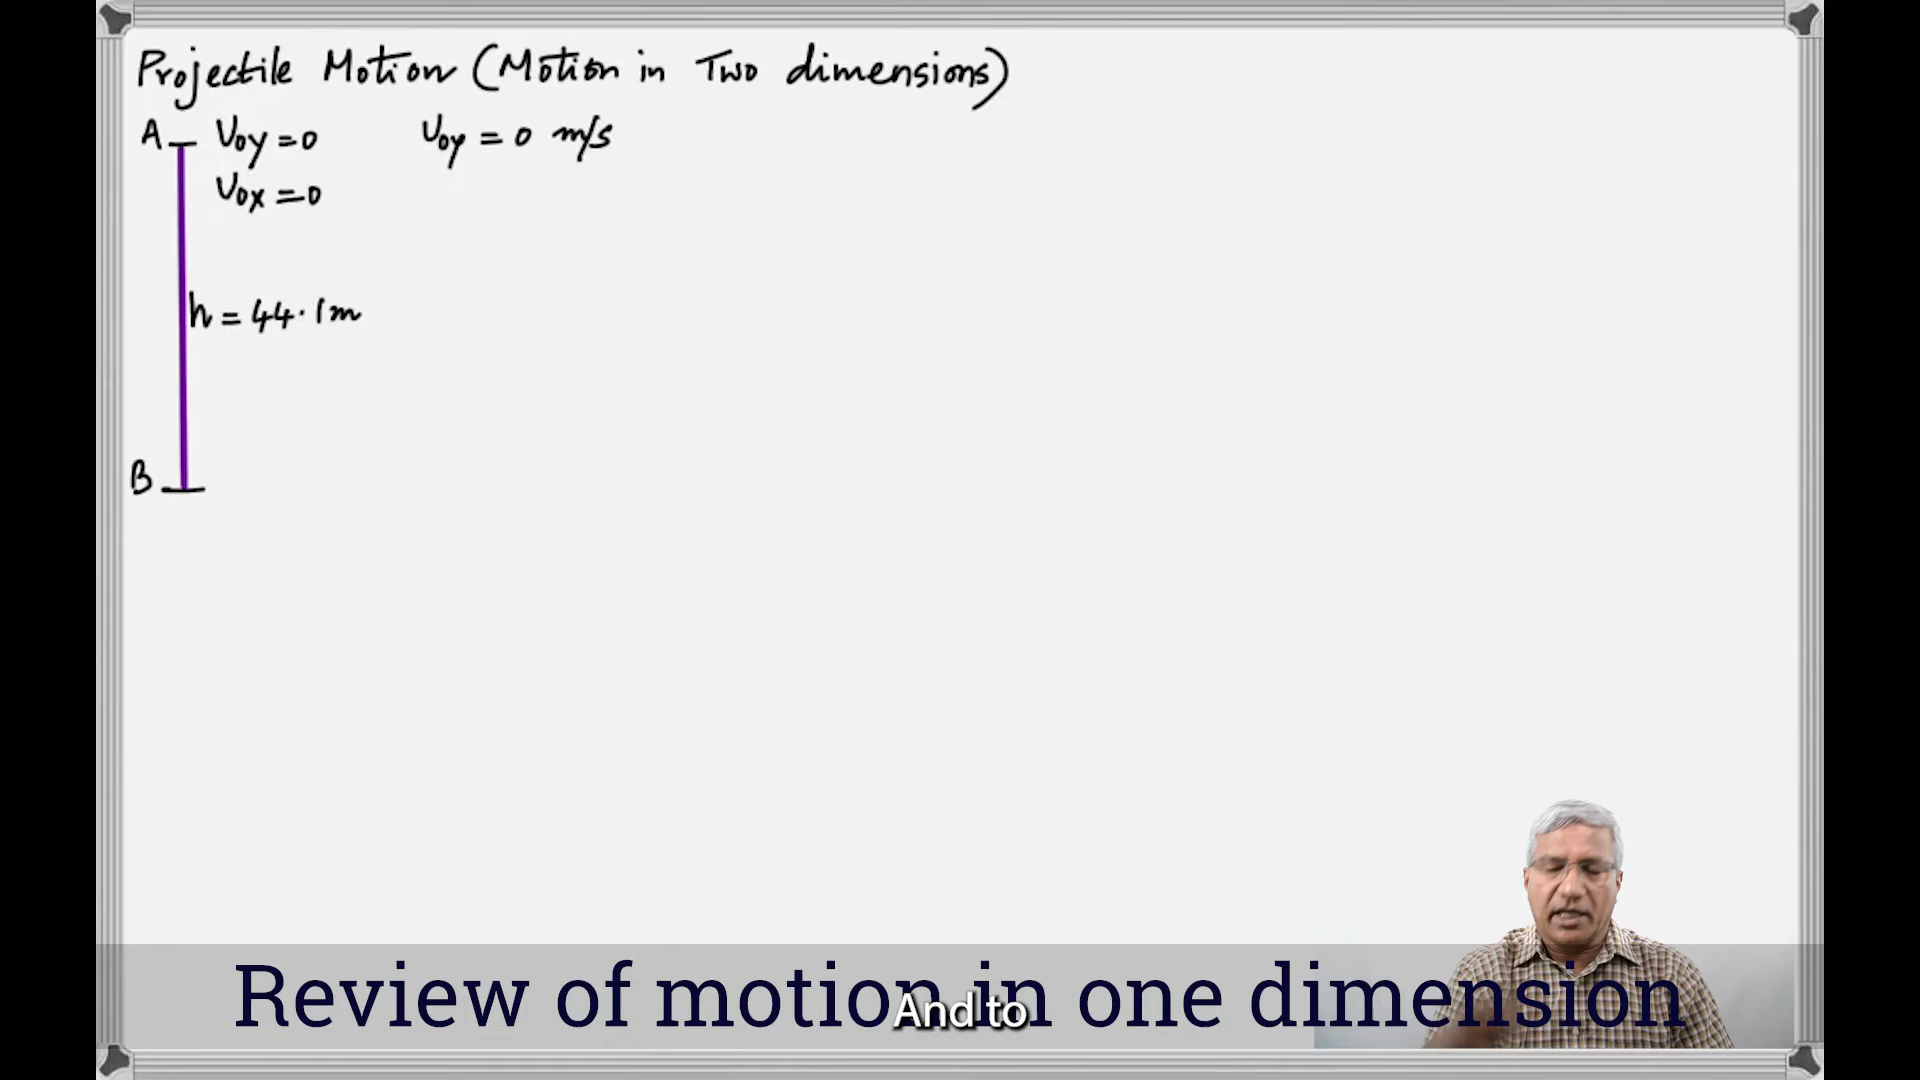 Projectile Motion (Motion in Two dimensions)
A Voy = 0 Voy = 0 m/s
Vox = 0
h = 44.1m
B
Review of motion in one dimension
And to